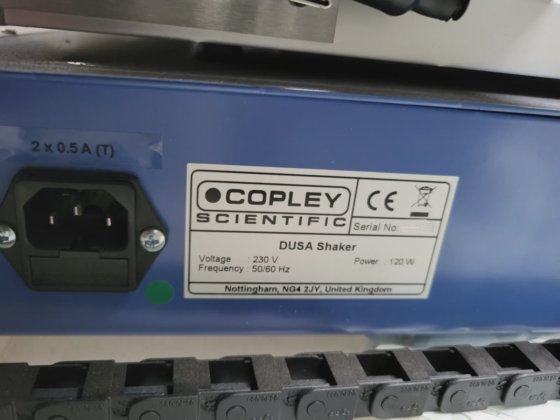 2 x 0.5 A (T)
COPLEY
SCIENTIFIC
CE
Serial No:
DUSA Shaker
Voltage : 230 V
Power : 120 W
Frequency : 50/60 Hz
Nottingham, NG4 2JY, United Kingdom